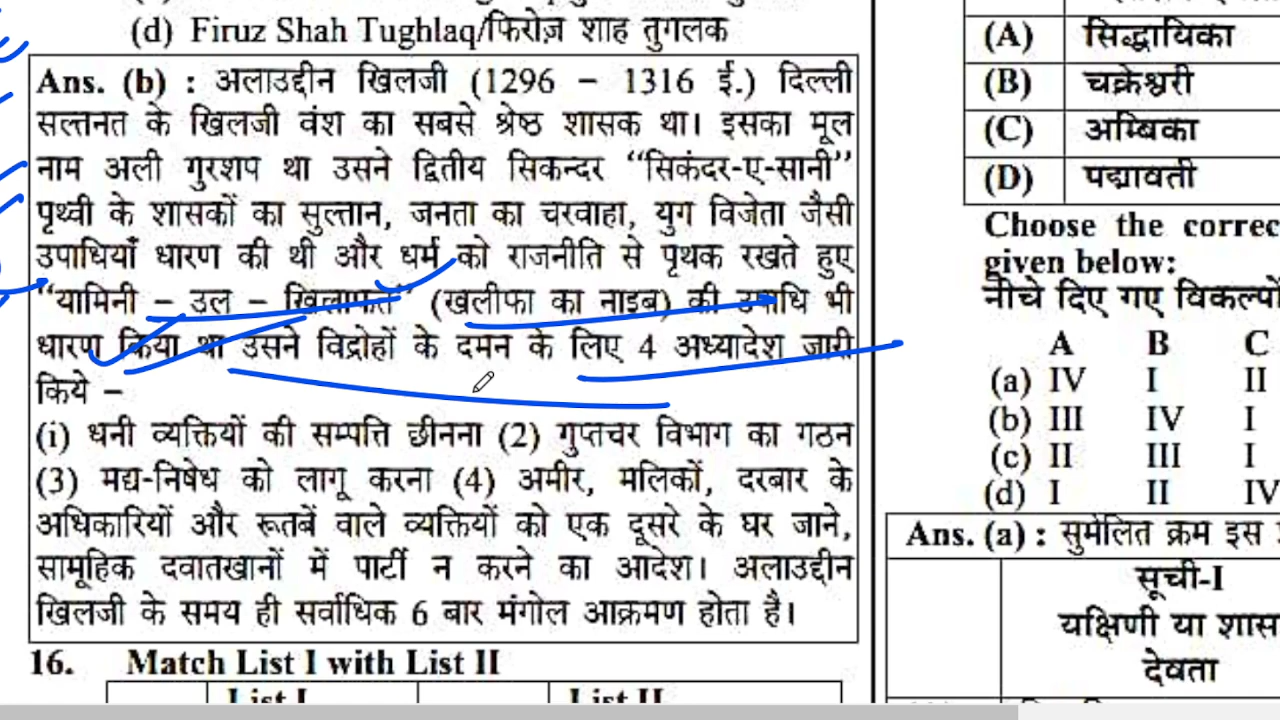 (d) Firuz Shah Tughlaq/फिरोज़ शाह तुगलक
Ans. (b) : अलाउद्दीन खिलजी (1296 – 1316 ई.) दिल्ली
सल्तनत के खिलजी वंश का सबसे श्रेष्ठ शासक था। इसका मूल
नाम अली गुरशप था उसने द्वितीय सिकन्दर “सिकंदर-ए-सानी”
पृथ्वी के शासकों का सुल्तान, जनता का चरवाहा, युग विजेता जैसी
उपाधियाँ धारण की थी और धर्म को राजनीति से पृथक रखते हुए
“यामिनी – उल – खिलाफत” (खलीफा का नाइब) की उपाधि भी
धारण किया था उसने विद्रोहों के दमन के लिए 4 अध्यादेश जारी
किये –
(i) धनी व्यक्तियों की सम्पत्ति छीनना (2) गुप्तचर विभाग का गठन
(3) मद्य-निषेध को लागू करना (4) अमीर, मलिकों, दरबार के
अधिकारियों और रूतबें वाले व्यक्तियों को एक दूसरे के घर जाने,
सामूहिक दवातखानों में पार्टी न करने का आदेश। अलाउद्दीन
खिलजी के समय ही सर्वाधिक 6 बार मंगोल आक्रमण होता है।
16. Match List I with List II
List I List II
(A) सिद्धायिका
(B) चक्रेश्वरी
(C) अम्बिका
(D) पद्मावती
Choose the correc
given below:
नीचे दिए गए विकल्पों
A B C
(a) IV I II
(b) III IV I
(c) II III I
(d) I II IV
Ans. (a) : सुमेलित क्रम इस
सूची-I
यक्षिणी या शास
देवता